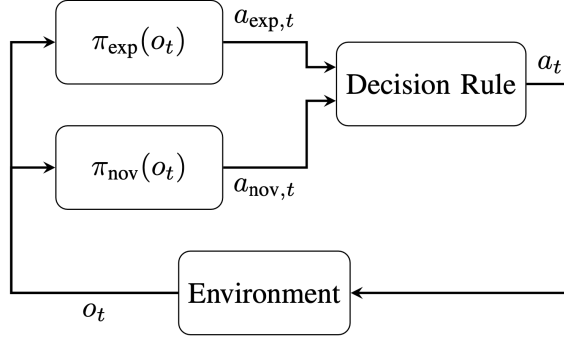 π_exp(o_t)
a_exp,t
Decision Rule
a_t
π_nov(o_t)
a_nov,t
Environment
o_t